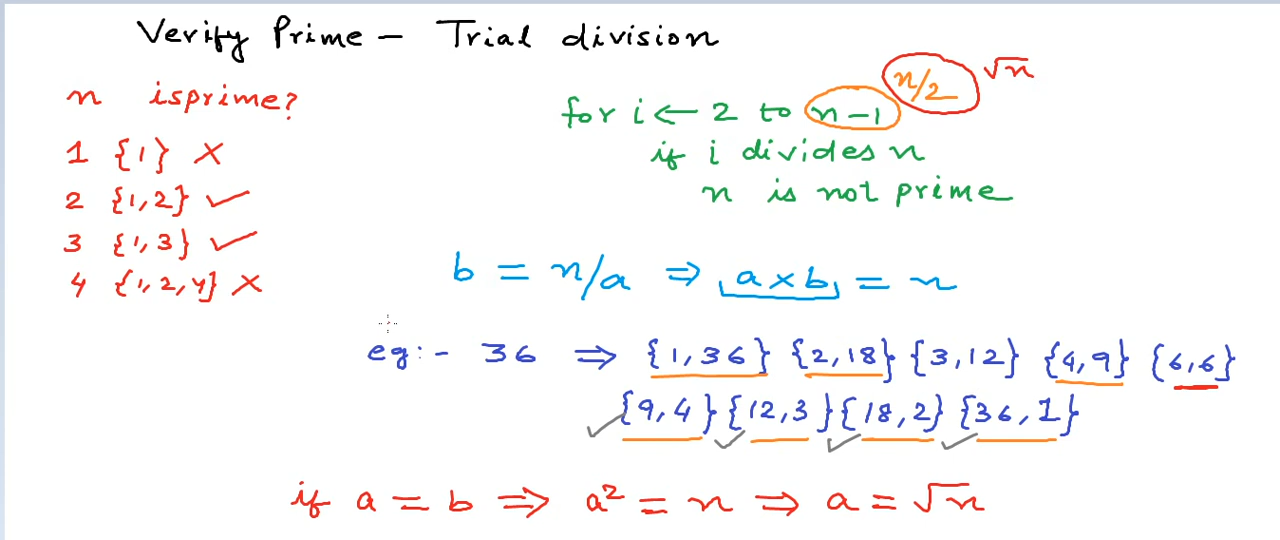 Verify Prime - Trial division
n isprime?
1 {1} ✗
2 {1,2} ✓
3 {1,3} ✓
4 {1,2,4} ✗
for i ← 2 to n-1 n/2 √n
if i divides n
n is not prime
b = n/a ⇒ a×b = n
eg:- 36 ⇒ {1,36} {2,18} {3,12} {4,9} {6,6}
✓ {9,4} ✓ {12,3} ✓ {18,2} ✓ {36,1}
if a = b ⇒ a² = n ⇒ a = √n